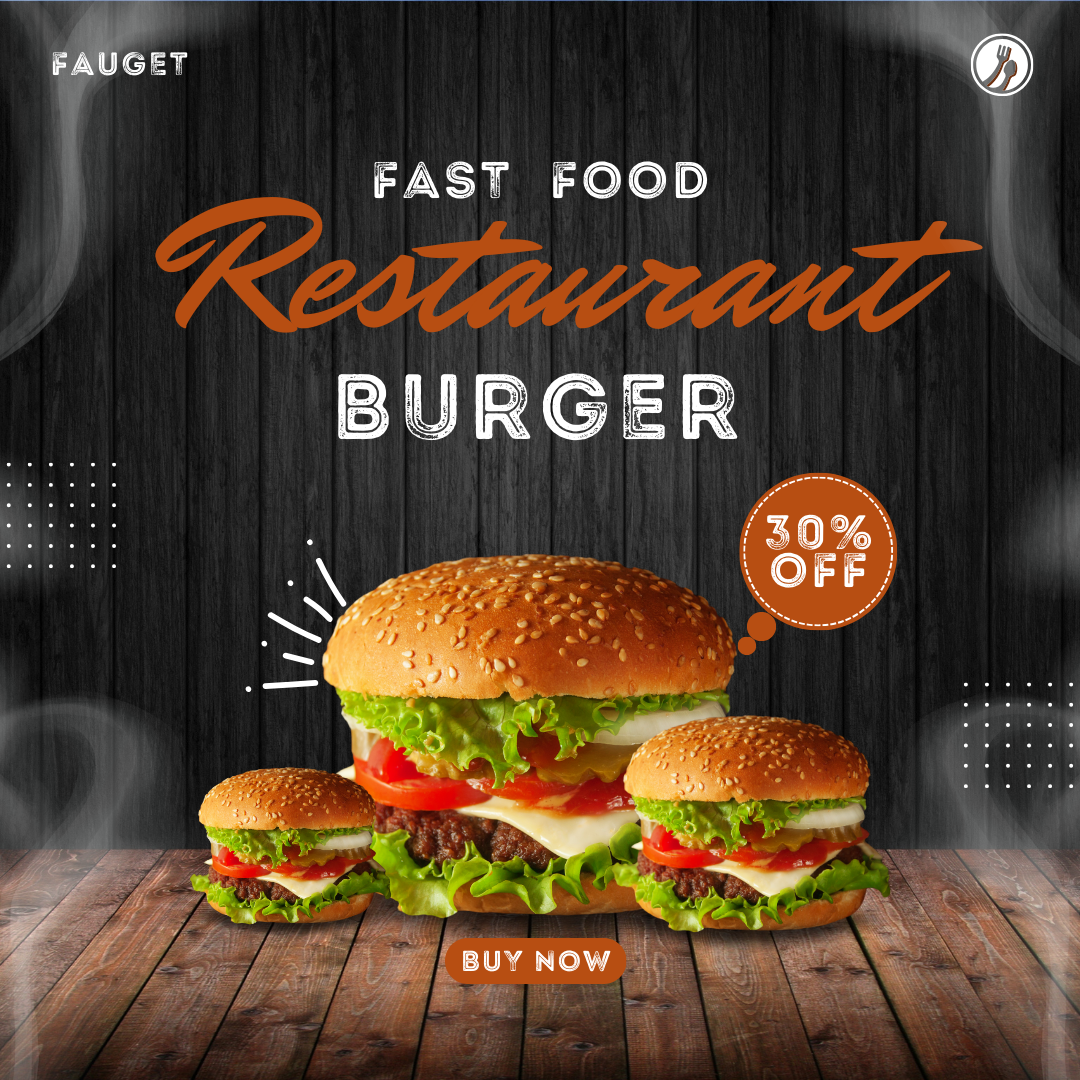 FAUGET
FAST FOOD
Restaurant
BURGER
30%
OFF
BUY NOW